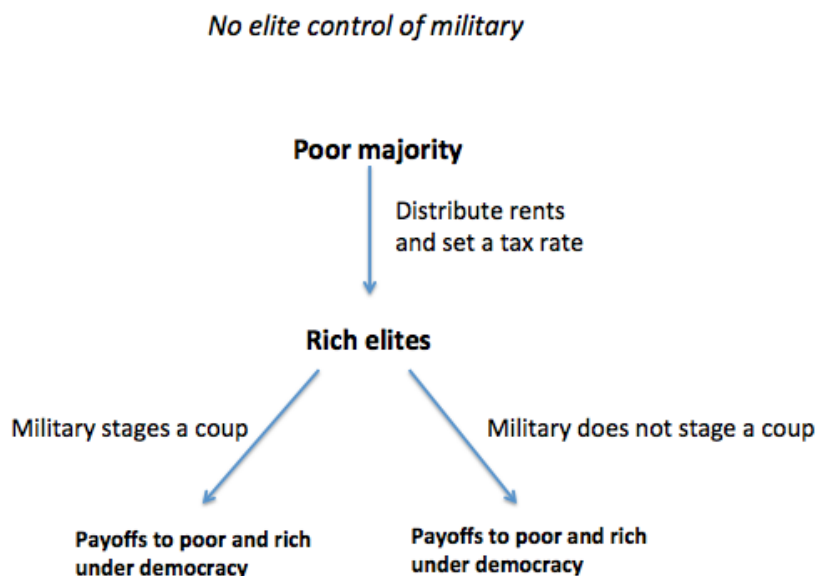 No elite control of military
Poor majority
Distribute rents
and set a tax rate
Rich elites
Military stages a coup
Military does not stage a coup
Payoffs to poor and rich
under democracy
Payoffs to poor and rich
under democracy